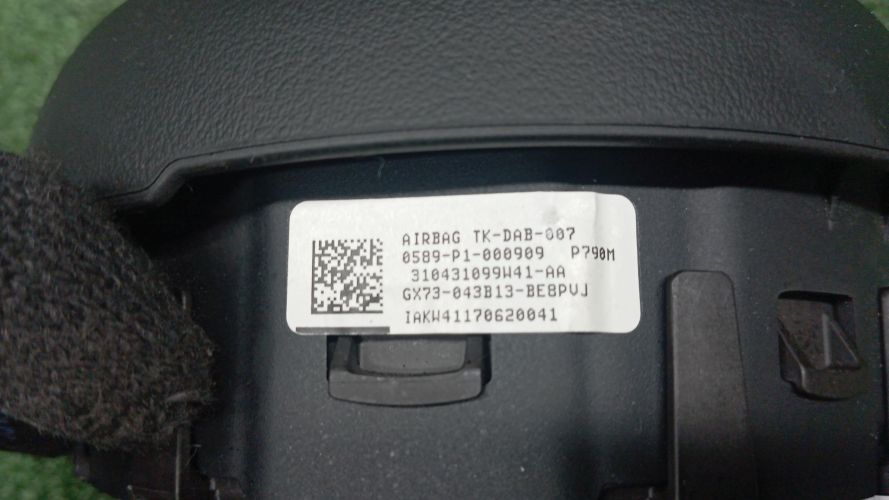 AIRBAG TK-DAB-007
0589-P1-000909 P790M
310431099W41-AA
GX73-043B13-BE8PVJ
IAKW41170620041